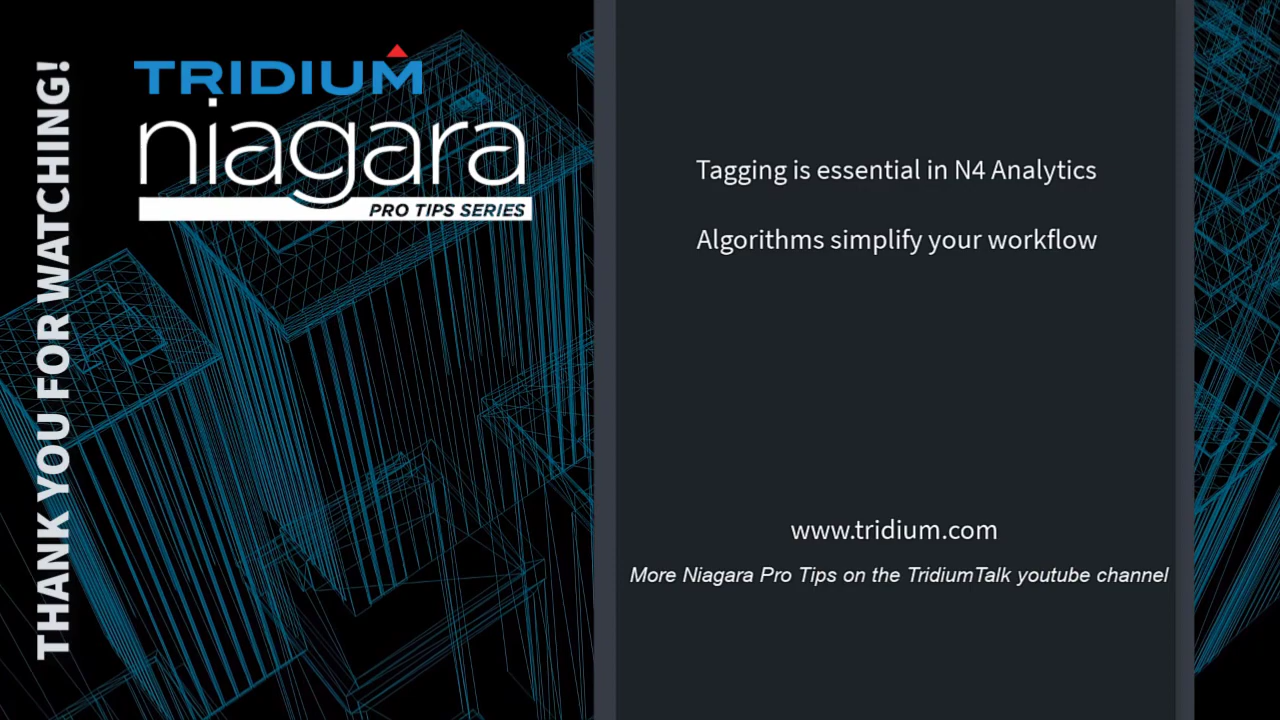 THANK YOU FOR WATCHING!
TRIDIUM
niagara
PRO TIPS SERIES
Tagging is essential in N4 Analytics
Algorithms simplify your workflow
www.tridium.com
More Niagara Pro Tips on the TridiumTalk youtube channel